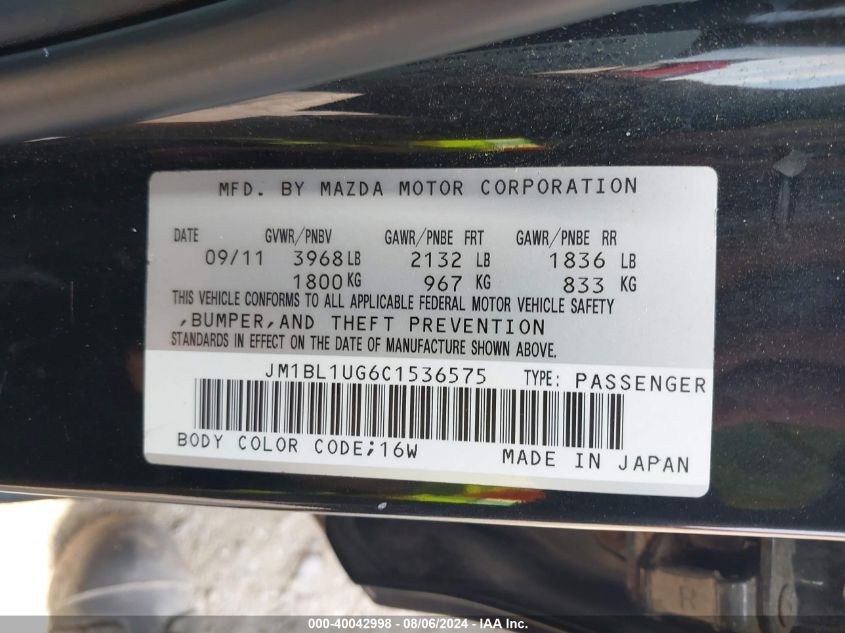 MFD. BY MAZDA MOTOR CORPORATION
DATE GVWR/PNBV GAWR/PNBE FRT GAWR/PNBE RR
09/11 3968 LB 2132 LB 1836 LB
1800 KG 967 KG 833 KG
THIS VEHICLE CONFORMS TO ALL APPLICABLE FEDERAL MOTOR VEHICLE SAFETY
,BUMPER,AND THEFT PREVENTION
STANDARDS IN EFFECT ON THE DATE OF MANUFACTURE SHOWN ABOVE.
JM1BL1UG6C1536575 TYPE: PASSENGER
BODY COLOR CODE;16W MADE IN JAPAN
R G
000-40042998 - 08/06/2024 - IAA Inc.